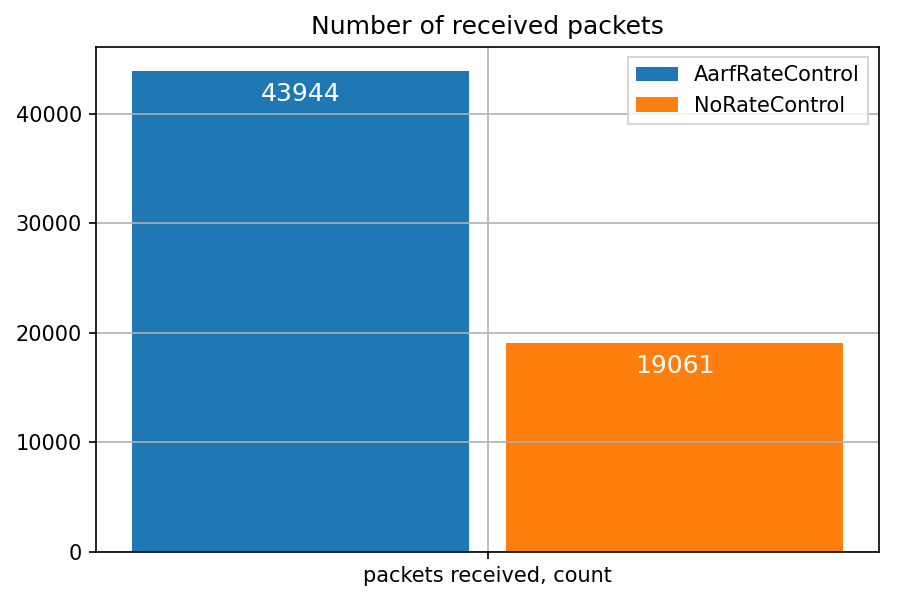 Number of received packets
43944
19061
AarfRateControl
NoRateControl
40000
30000
20000
10000
0
packets received, count